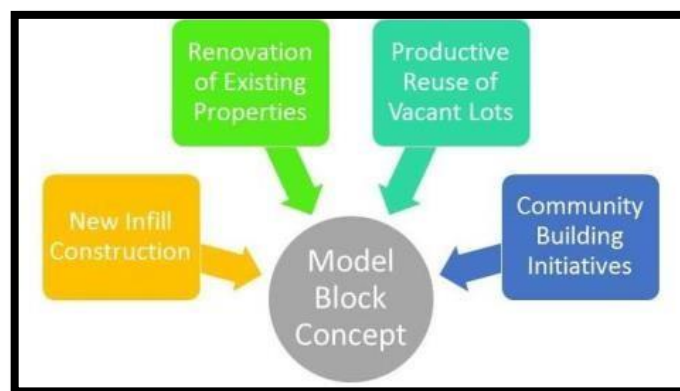 Renovation
of Existing
Properties
Productive
Reuse of
Vacant Lots
New Infill
Construction
Community
Building
Initiatives
Model
Block
Concept